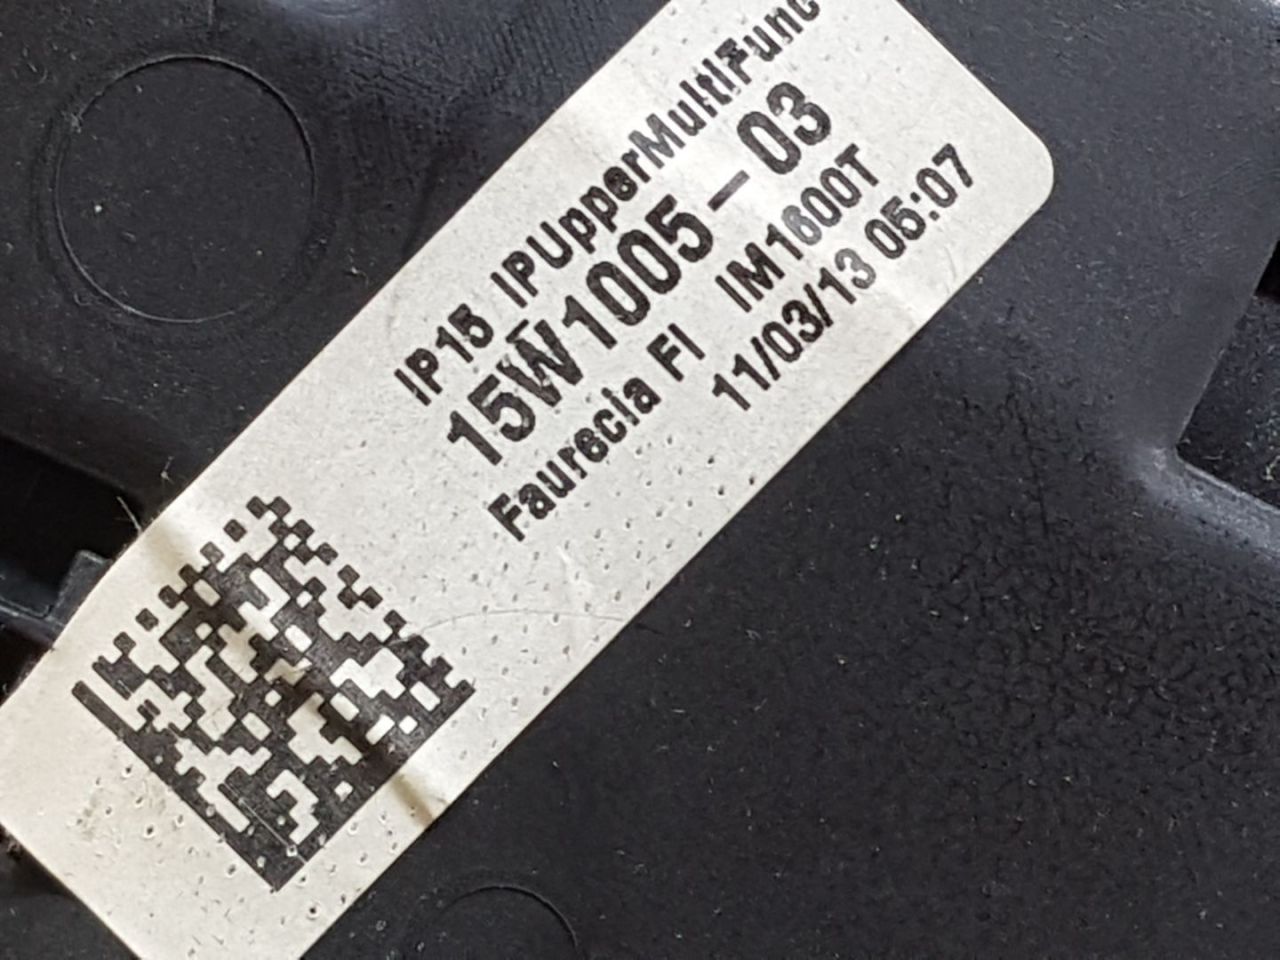 IP15 IPUpperMultiFunc
15W1005-03
Faurecia FI IM1600T
11/03/13 05:07